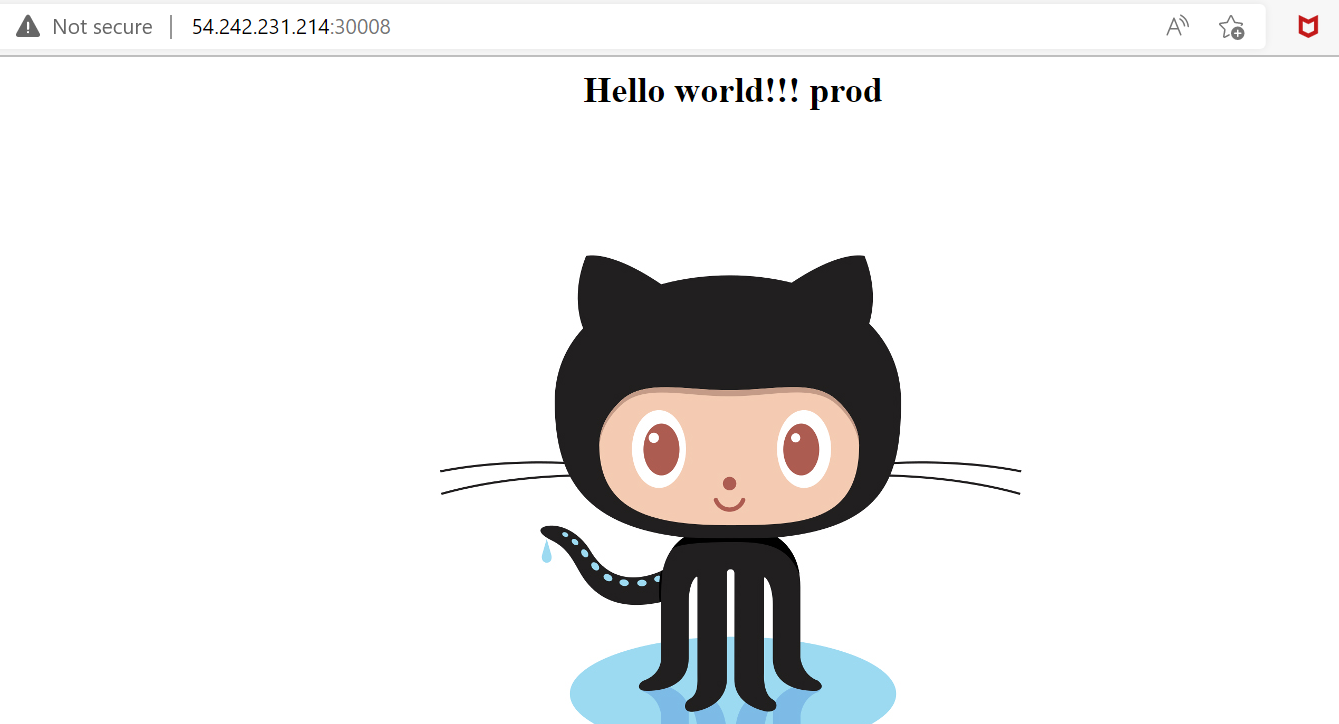 Not secure | 54.242.231.214:30008
Hello world!!! prod